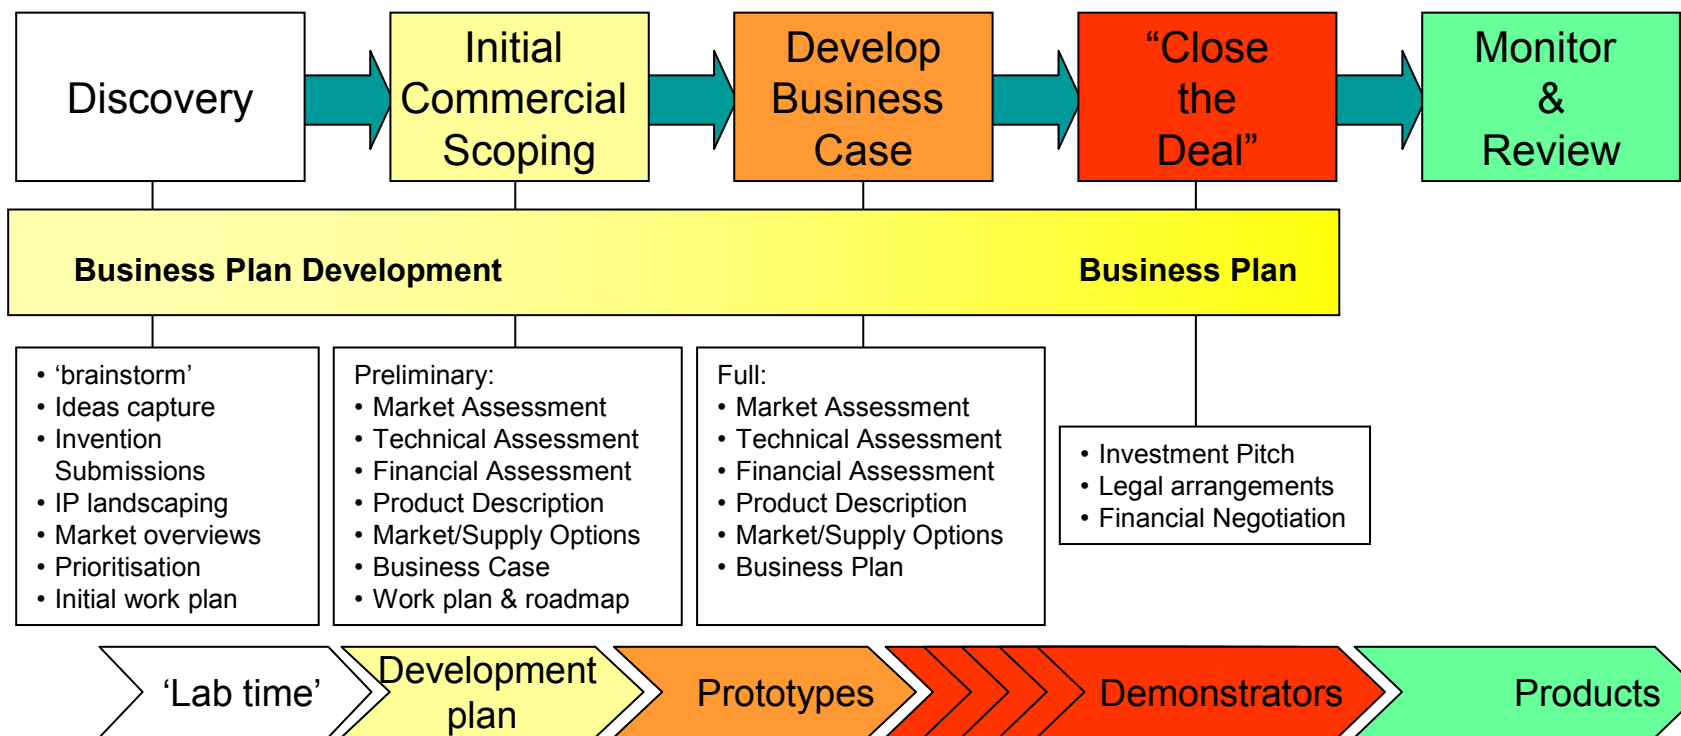 Discovery
Initial
Commercial
Scoping
Develop
Business
Case
“Close
the
Deal”
Monitor
&
Review
Business Plan Development
Business Plan
• ‘brainstorm’
• Ideas capture
• Invention
Submissions
• IP landscaping
• Market overviews
• Prioritisation
• Initial work plan
Preliminary:
• Market Assessment
• Technical Assessment
• Financial Assessment
• Product Description
• Market/Supply Options
• Business Case
• Work plan & roadmap
Full:
• Market Assessment
• Technical Assessment
• Financial Assessment
• Product Description
• Market/Supply Options
• Business Plan
• Investment Pitch
• Legal arrangements
• Financial Negotiation
‘Lab time’
Development
plan
Prototypes
Demonstrators
Products